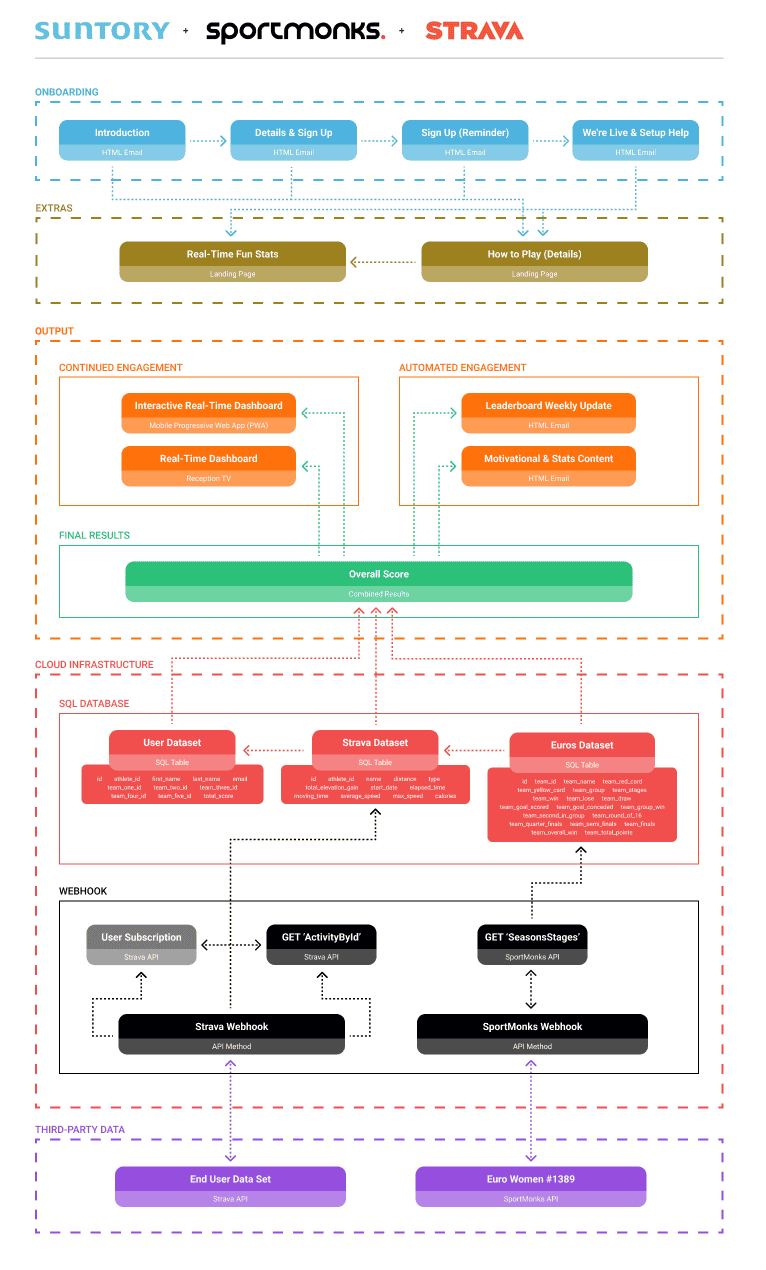 SUNTORY + sportmonks. + STRAVA
ONBOARDING
Introduction
HTML Email
Details & Sign Up
HTML Email
Sign Up (Reminder)
HTML Email
We're Live & Setup Help
HTML Email
EXTRAS
Real-Time Fun Stats
Landing Page
How to Play (Details)
Landing Page
OUTPUT
CONTINUED ENGAGEMENT
Interactive Real-Time Dashboard
Mobile Progressive Web App (PWA)
Real-Time Dashboard
Reception TV
AUTOMATED ENGAGEMENT
Leaderboard Weekly Update
HTML Email
Motivational & Stats Content
HTML Email
FINAL RESULTS
Overall Score
Combined Results
CLOUD INFRASTRUCTURE
SQL DATABASE
User Dataset
SQL Table
id athlete_id first_name last_name email
team_one_id team_two_id team_three_id
team_four_id team_five_id total_score
Strava Dataset
SQL Table
id athlete_id name distance type
total_elevation_gain start_date elapsed_time
moving_time average_speed max_speed calories
Euros Dataset
SQL Table
id team_id team_name team_red_card
team_yellow_card team_group team_stages
team_win team_lose team_draw
team_goal_scored team_goal_conceded team_group_win
team_second_in_group team_round_of_16
team_quarter_finals team_semi_finals team_finals
team_overall_win team_total_points
WEBHOOK
User Subscription
Strava API
GET 'ActivityById'
Strava API
GET 'SeasonsStages'
SportMonks API
Strava Webhook
API Method
SportMonks Webhook
API Method
THIRD-PARTY DATA
End User Data Set
Strava API
Euro Women #1389
SportMonks API